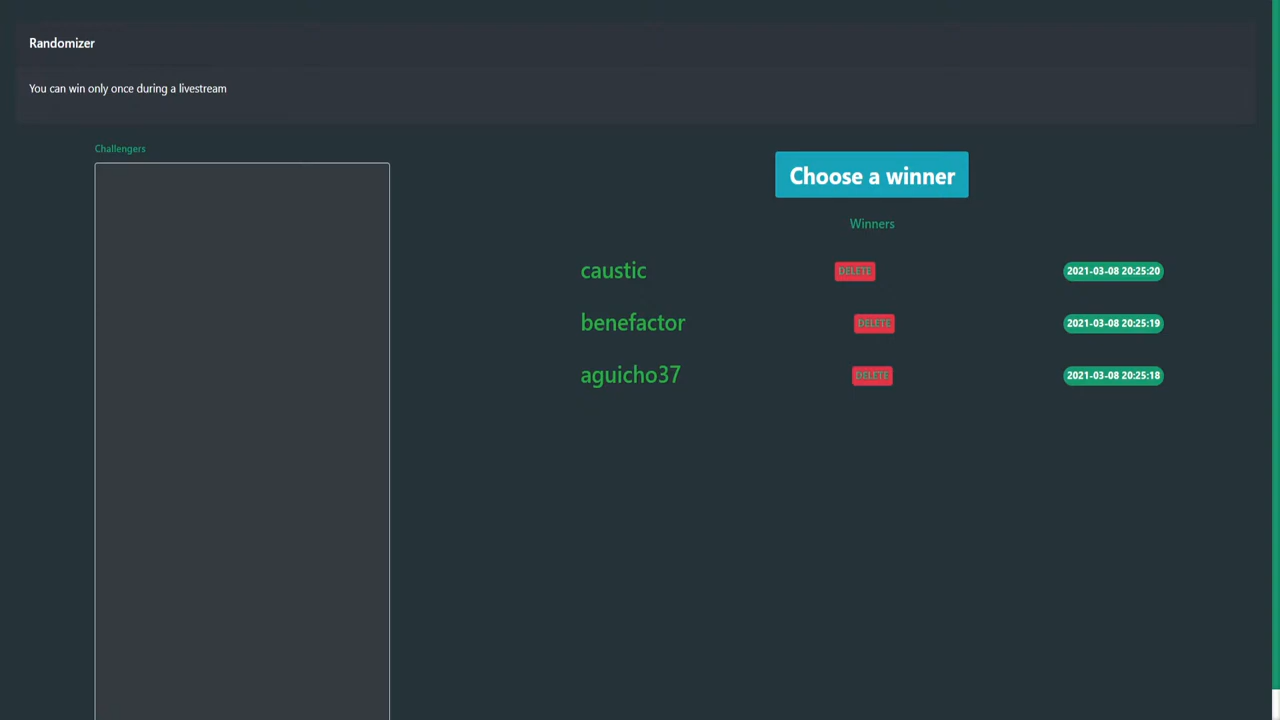 Randomizer
You can win only once during a livestream
Challengers
Choose a winner
Winners
caustic DELETE 2021-03-08 20:25:20
benefactor DELETE 2021-03-08 20:25:19
aguicho37 DELETE 2021-03-08 20:25:18